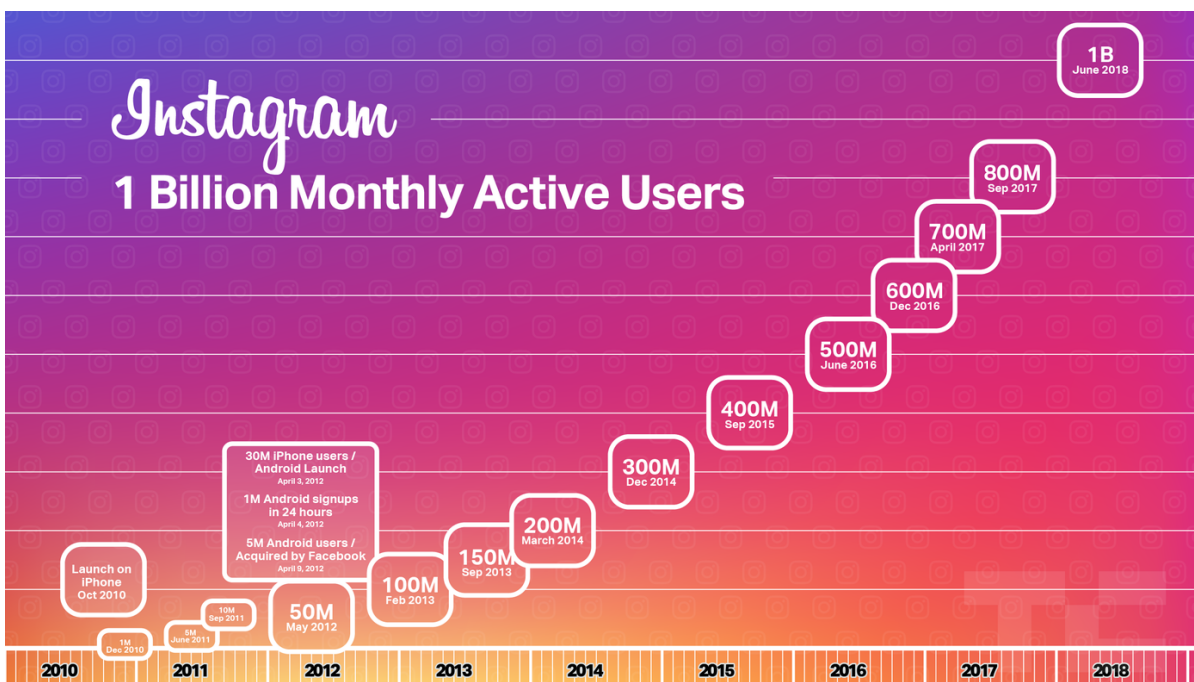 Instagram
1 Billion Monthly Active Users
1B
June 2018
800M
Sep 2017
700M
April 2017
600M
Dec 2016
500M
June 2016
400M
Sep 2015
300M
Dec 2014
200M
March 2014
150M
Sep 2013
100M
Feb 2013
50M
May 2012
30M iPhone users /
Android Launch
April 3, 2012
1M Android signups
in 24 hours
April 4, 2012
5M Android users /
Acquired by Facebook
April 9, 2012
10M
Sep 2011
5M
June 2011
1M
Dec 2010
Launch on
iPhone
Oct 2010
TC
2010 2011 2012 2013 2014 2015 2016 2017 2018